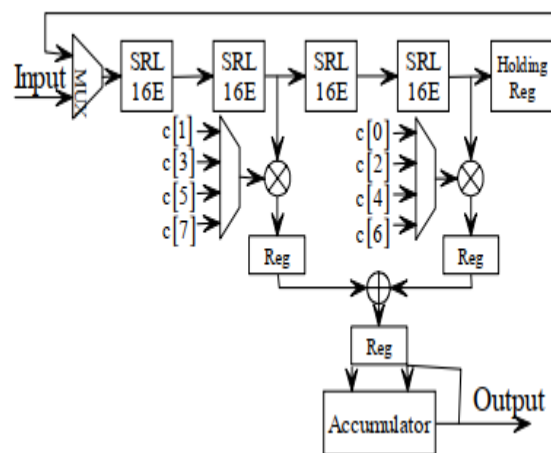 Input
MUX
SRL
16E
SRL
16E
SRL
16E
SRL
16E
Holding
Reg
c[1]
c[3]
c[5]
c[7]
c[0]
c[2]
c[4]
c[6]
Reg
Reg
Reg
Accumulator
Output